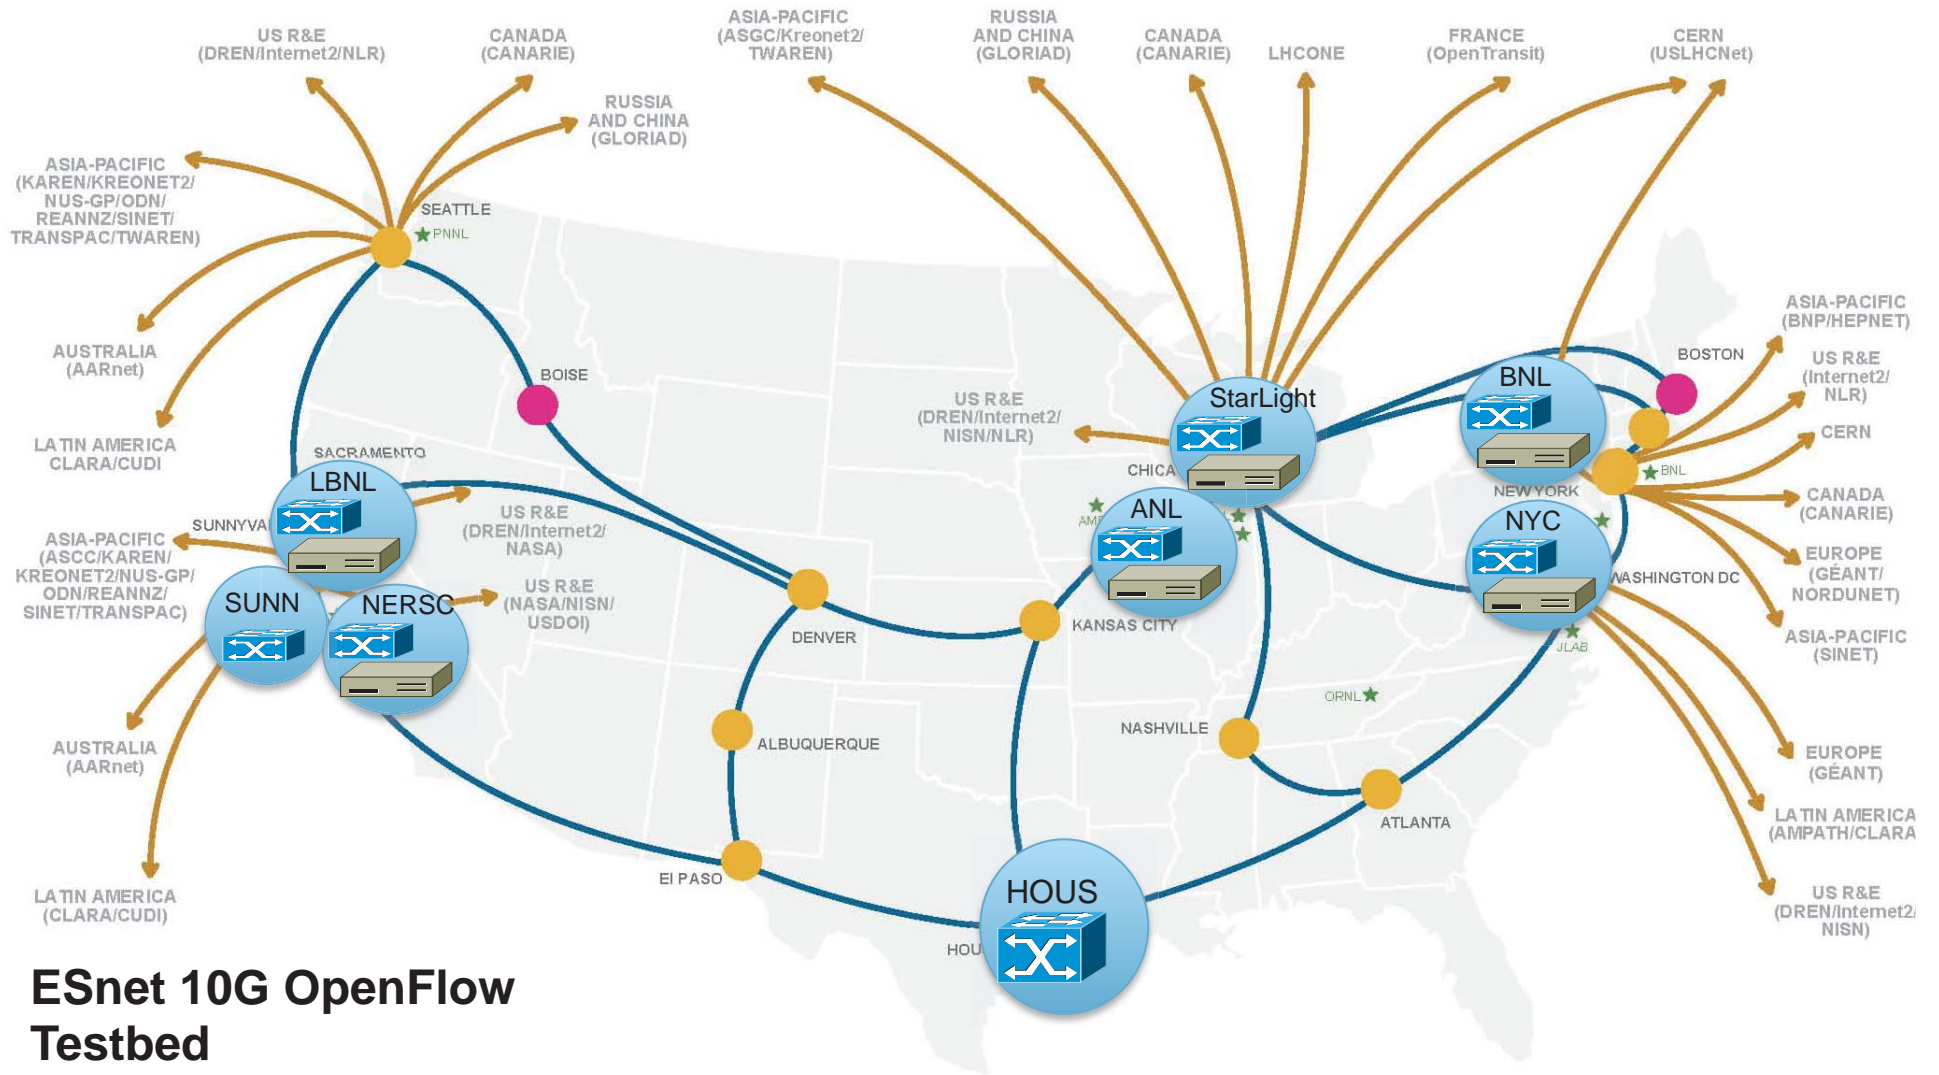 US R&E
(DREN/Internet2/NLR)
CANADA
(CANARIE)
RUSSIA
AND CHINA
(GLORIAD)
ASIA-PACIFIC
(ASGC/Kreonet2/
TWAREN)
RUSSIA
AND CHINA
(GLORIAD)
CANADA
(CANARIE)
LHCONE
FRANCE
(OpenTransit)
CERN
(USLHCNet)
ASIA-PACIFIC
(KAREN/KREONET2/
NUS-GP/ODN/
REANNZ/SINET/
TRANSPAC/TWAREN)
SEATTLE
PNNL
AUSTRALIA
(AARnet)
LATIN AMERICA
CLARA/CUDI
BOISE
SACRAMENTO
LBNL
SUNNYVA
US R&E
(DREN/Internet2/
NASA)
ASIA-PACIFIC
(ASCC/KAREN/
KREONET2/NUS-GP/
ODN/REANNZ/
SINET/TRANSPAC)
SUNN
NERSC
US R&E
(NASA/NISN/
USDOI)
AUSTRALIA
(AARnet)
LATIN AMERICA
(CLARA/CUDI)
DENVER
ALBUQUERQUE
El PASO
US R&E
(DREN/Internet2/
NISN/NLR)
StarLight
CHICA
AM
ANL
KANSAS CITY
NASHVILLE
ORNL
ATLANTA
HOUS
HOU
BNL
BOSTON
BNL
NEW YORK
NYC
WASHINGTON DC
JLAB
ASIA-PACIFIC
(BNP/HEPNET)
US R&E
(Internet2/
NLR)
CERN
CANADA
(CANARIE)
EUROPE
(GÉANT/
NORDUNET)
ASIA-PACIFIC
(SINET)
EUROPE
(GÉANT)
LATIN AMERICA
(AMPATH/CLARA
US R&E
(DREN/Internet2/
NISN)
ESnet 10G OpenFlow
Testbed